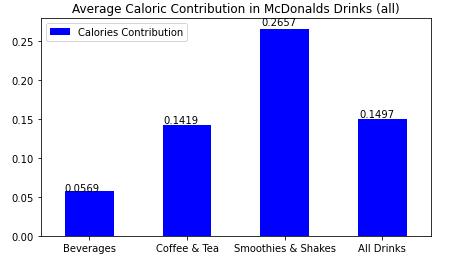 Average Caloric Contribution in McDonalds Drinks (all)
Calories Contribution
0.25
0.20
0.15
0.10
0.05
0.00
0.0569
0.1419
0.2657
0.1497
Beverages
Coffee & Tea
Smoothies & Shakes
All Drinks